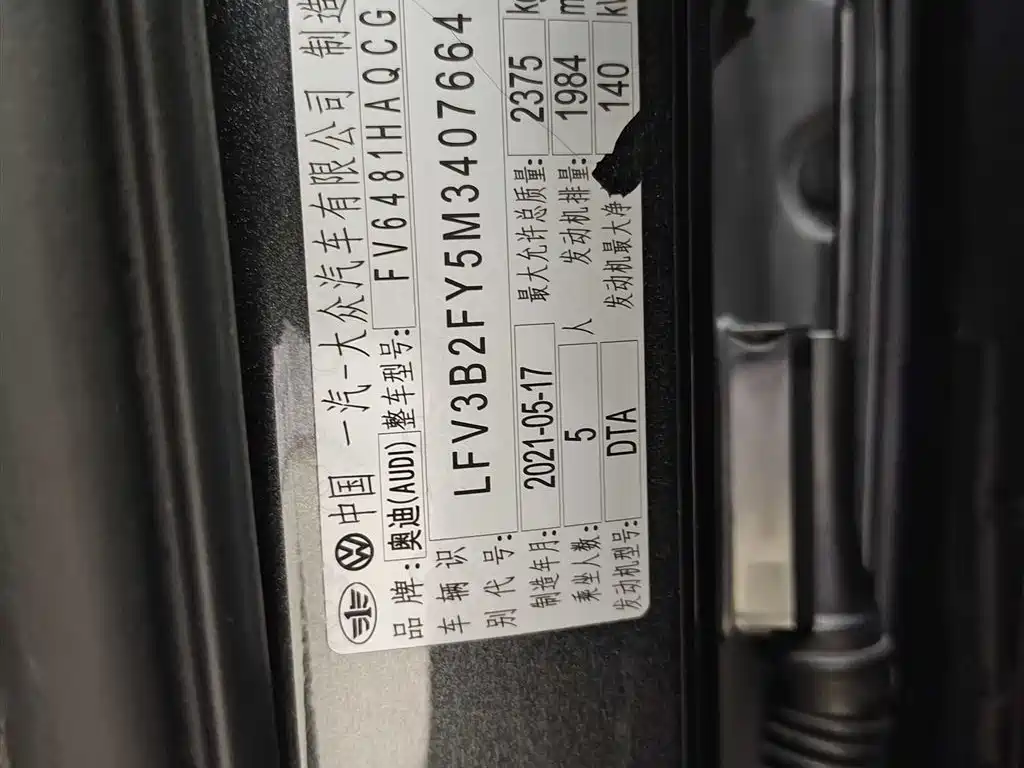 中国 一汽-大众汽车有限公司 制造
品牌:奥迪(AUDI) 整车型号: FV6481HAQCG
车辆识别代号: LFV3B2FY5M3407664
制造年月: 2021-05-17 最大允许总质量: 2375 kg
乘坐人数: 5 人 发动机排量: 1984 m
发动机型号: DTA 发动机最大净 140 k